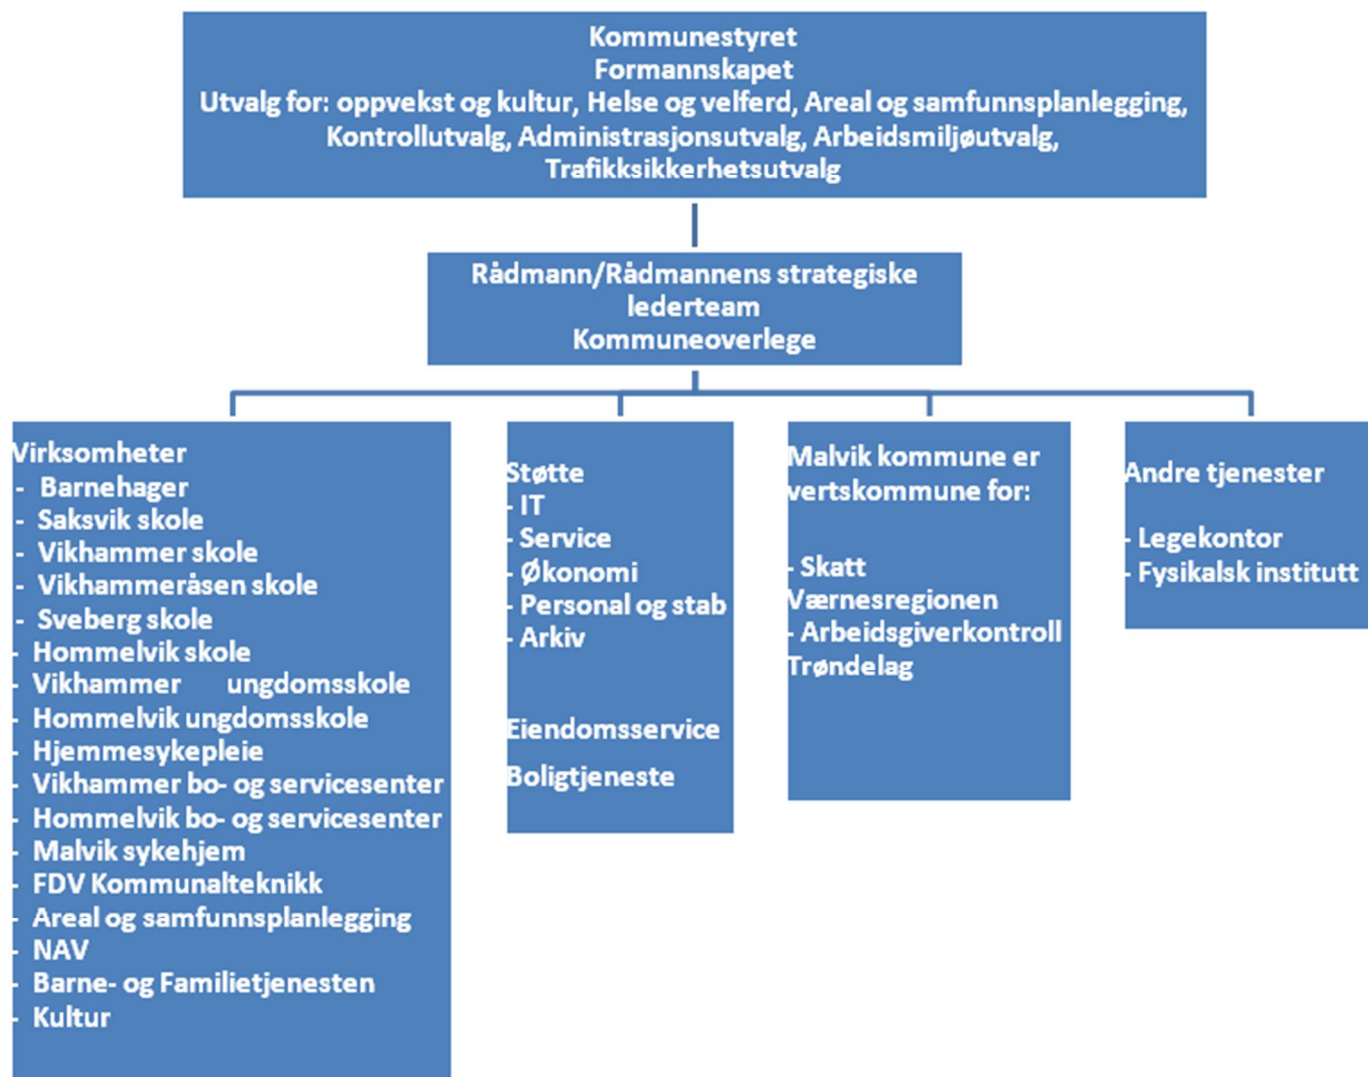 Kommunestyret
Formannskapet
Utvalg for: oppvekst og kultur, Helse og velferd, Areal og samfunnsplanlegging,
Kontrollutvalg, Administrasjonsutvalg, Arbeidsmiljøutvalg,
Trafikksikkerhetsutvalg
Rådmann/Rådmannens strategiske
lederteam
Kommuneoverlege
Virksomheter
- Barnehager
- Saksvik skole
- Vikhammer skole
- Vikhammeråsen skole
- Sveberg skole
- Hommelvik skole
- Vikhammer ungdomsskole
- Hommelvik ungdomsskole
- Hjemmesykepleie
- Vikhammer bo- og servicesenter
- Hommelvik bo- og servicesenter
- Malvik sykehjem
- FDV Kommunalteknikk
- Areal og samfunnsplanlegging
- NAV
- Barne- og Familietjenesten
- Kultur
Støtte
- IT
- Service
- Økonomi
- Personal og stab
- Arkiv
Eiendomsservice
Boligtjeneste
Malvik kommune er
vertskommune for:
- Skatt
Værnesregionen
- Arbeidsgiverkontroll
Trøndelag
Andre tjenester
- Legekontor
- Fysikalsk institutt